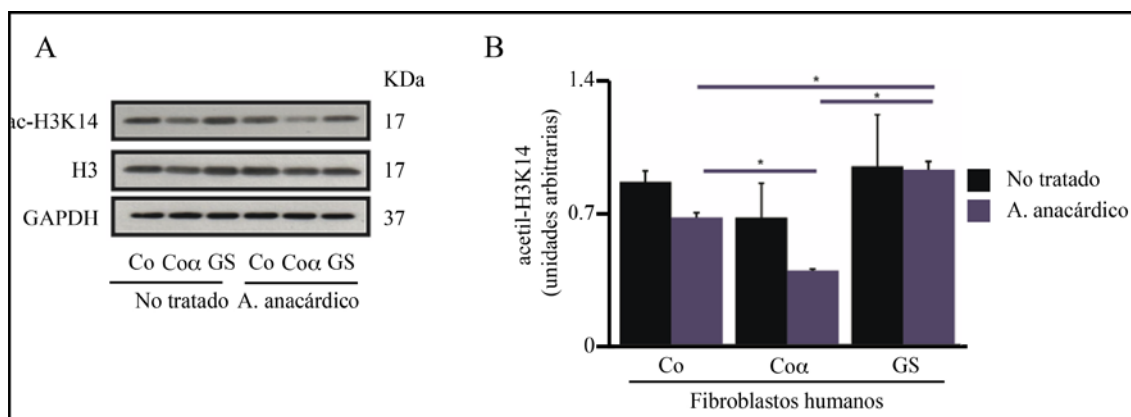 A
KDa
ac-H3K14
17
H3
17
GAPDH
37
Co Coα GS Co Coα GS
No tratado A. anacárdico
B
acetil-H3K14
(unidades arbitrarias)
1.4
0.7
0
*
*
*
No tratado
A. anacárdico
Co Coα GS
Fibroblastos humanos